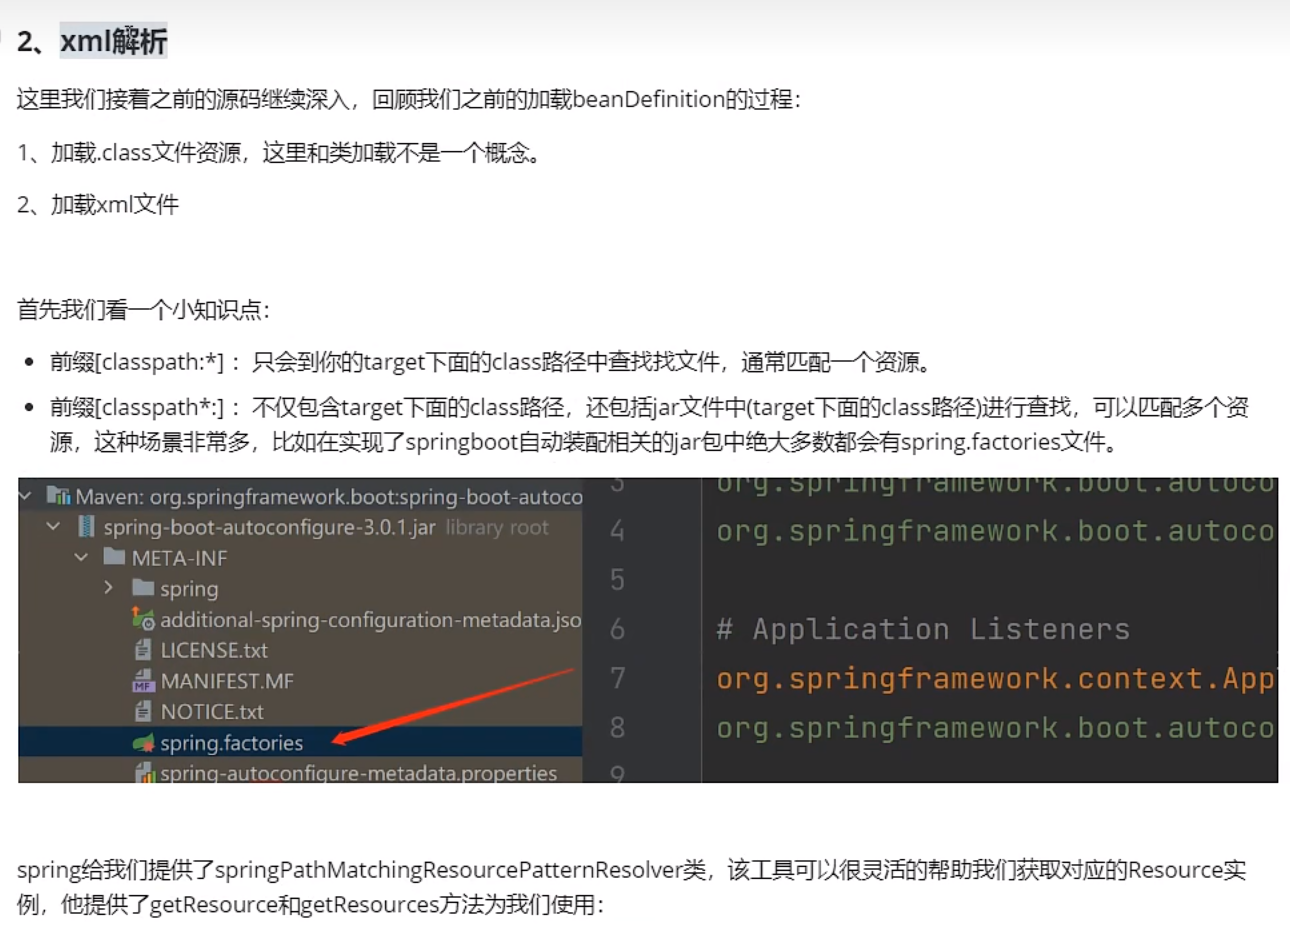 2、xml解析
这里我们接着之前的源码继续深入，回顾我们之前的加载beanDefinition的过程：
1、加载.class文件资源，这里和类加载不是一个概念。
2、加载xml文件
首先我们看一个小知识点：
前缀[classpath:*] ：只会到你的target下面的class路径中查找找文件，通常匹配一个资源。
前缀[classpath*:] ：不仅包含target下面的class路径，还包括jar文件中(target下面的class路径)进行查找，可以匹配多个资
源，这种场景非常多，比如在实现了springboot自动装配相关的jar包中绝大多数都会有spring.factories文件。
Maven: org.springframework.boot:spring-boot-autoco
spring-boot-autoconfigure-3.0.1.jar library root
META-INF
spring
additional-spring-configuration-metadata.jso
LICENSE.txt
MANIFEST.MF
NOTICE.txt
spring.factories
spring-autoconfigure-metadata.properties
3 org.springframework.boot.autoco
4 org.springframework.boot.autoco
5
6 # Application Listeners
7 org.springframework.context.App
8 org.springframework.boot.autoco
9
spring给我们提供了springPathMatchingResourcePatternResolver类，该工具可以很灵活的帮助我们获取对应的Resource实
例，他提供了getResource和getResources方法为我们使用：